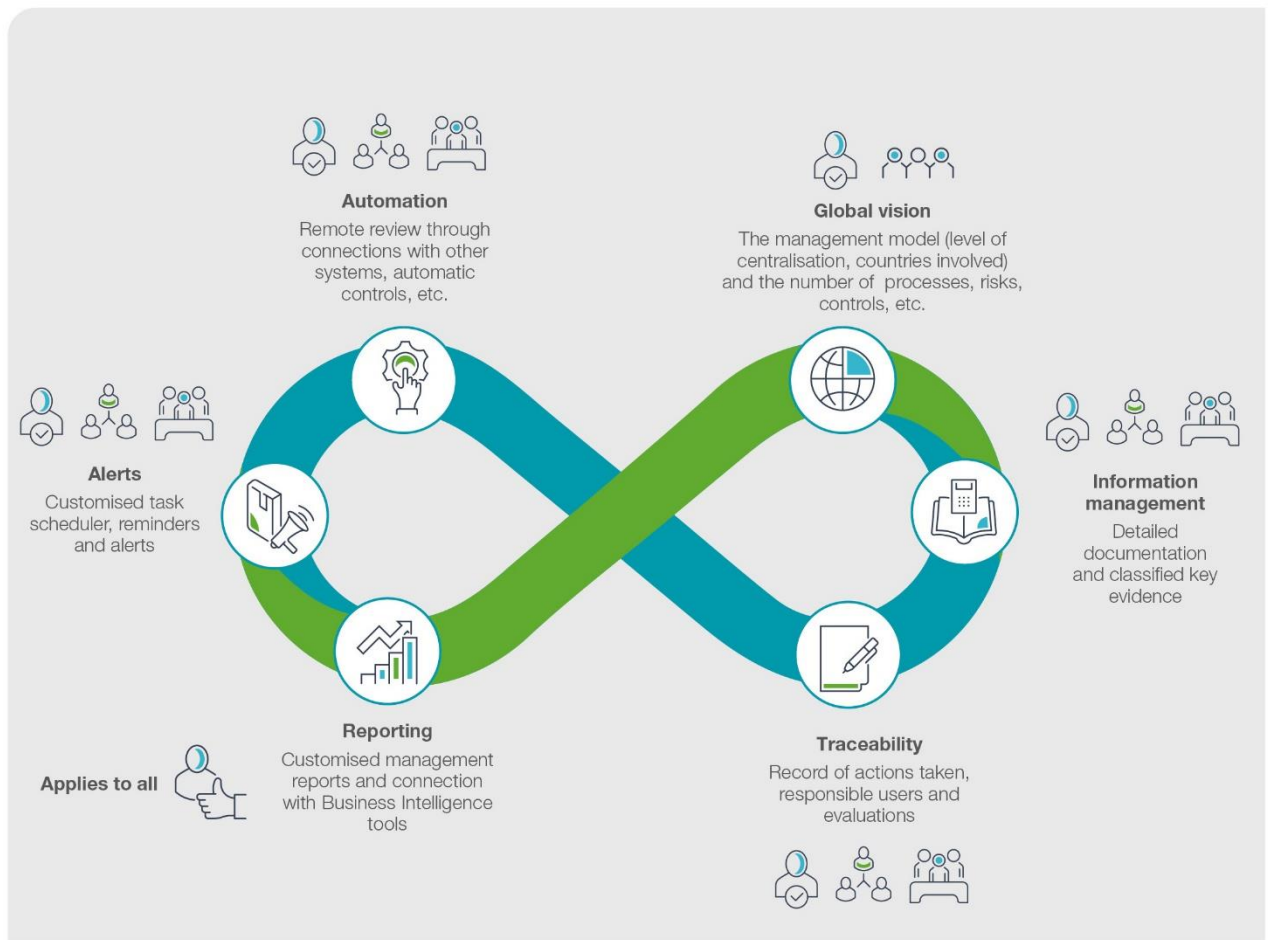 Automation
Remote review through
connections with other
systems, automatic
controls, etc.
Global vision
The management model (level of
centralisation, countries involved)
and the number of processes, risks,
controls, etc.
Alerts
Customised task
scheduler, reminders
and alerts
Information
management
Detailed
documentation
and classified key
evidence
Reporting
Customised management
reports and connection
with Business Intelligence
tools
Applies to all
Traceability
Record of actions taken,
responsible users and
evaluations